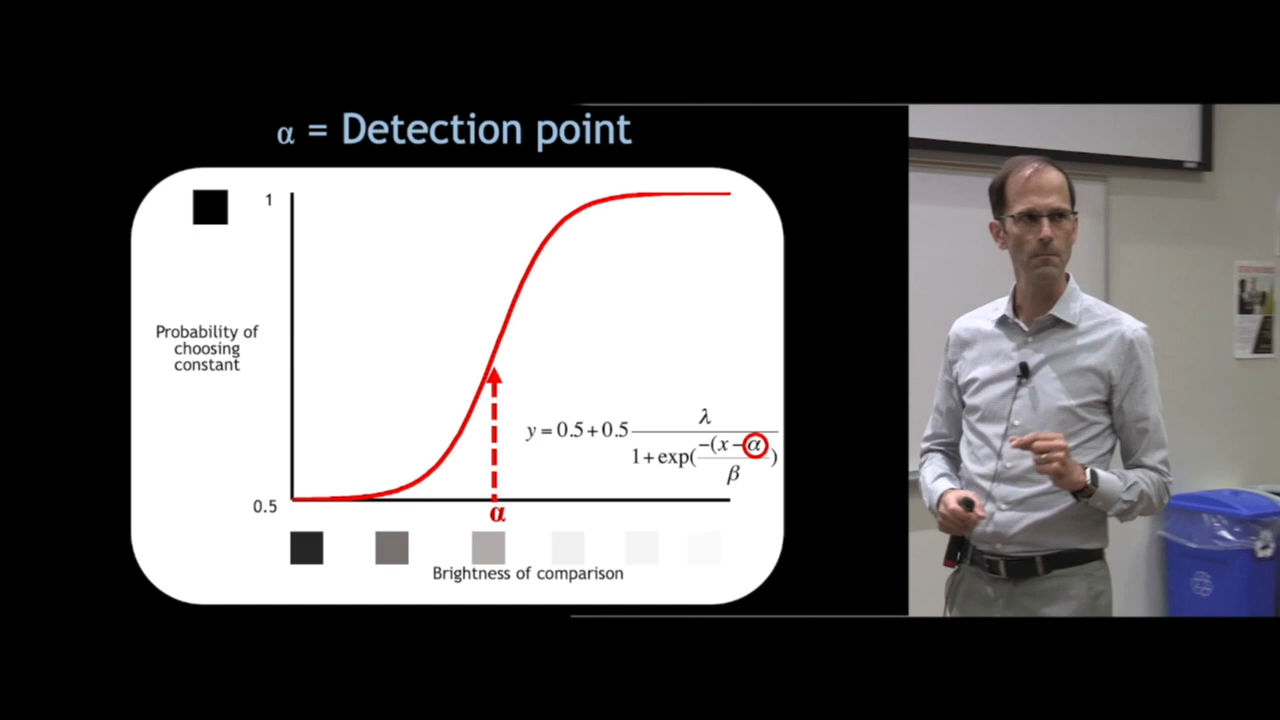 α = Detection point
1
Probability of
choosing
constant
0.5
α
y = 0.5 + 0.5 λ / 1 + exp( −(x − α) / β )
Brightness of comparison